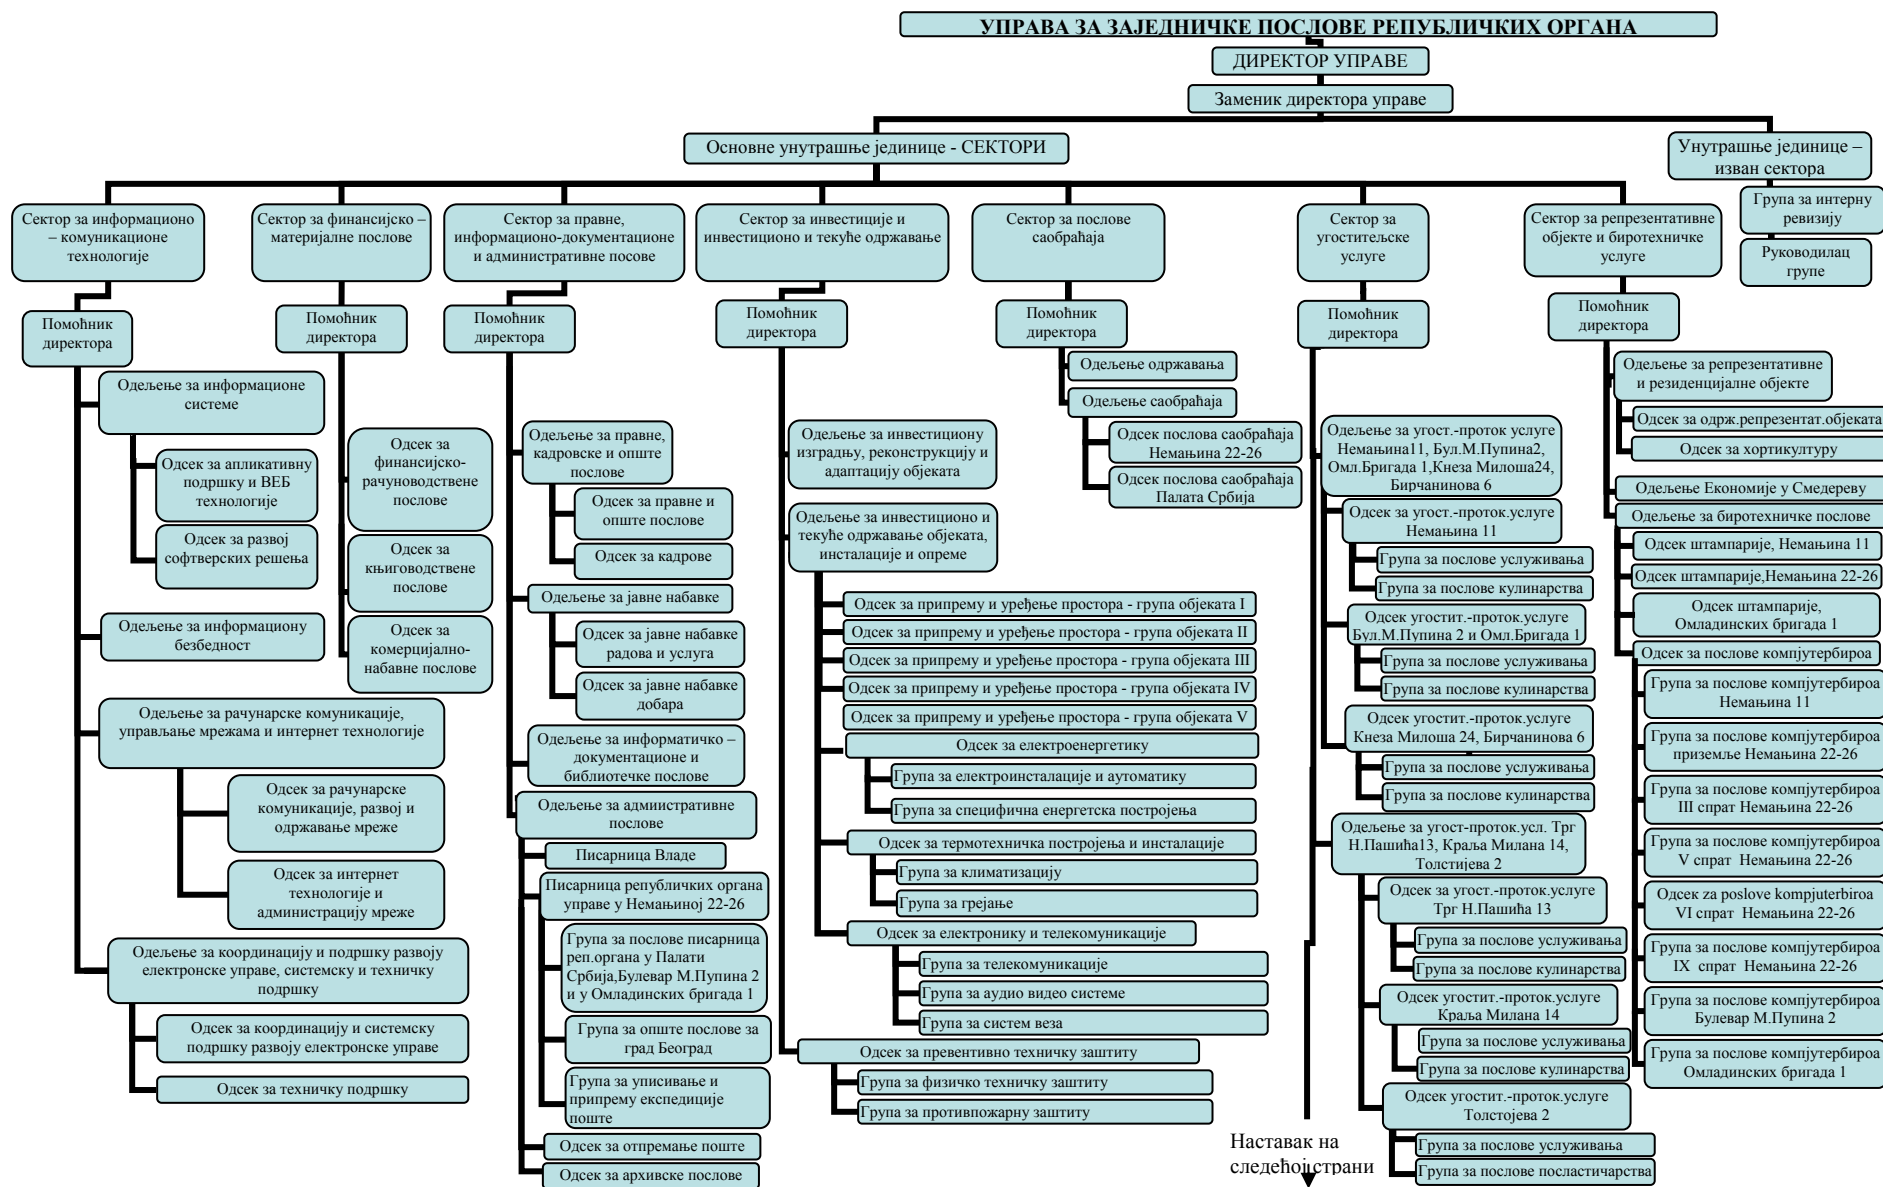 УПРАВА ЗА ЗАЈЕДНИЧКЕ ПОСЛОВЕ РЕПУБЛИЧКИХ ОРГАНА
ДИРЕКТОР УПРАВЕ
Заменик директора управе
Основне унутрашње јединице - СЕКТОРИ
Унутрашње јединице –
изван сектора
Група за интерну
ревизију
Руководилац
групе
Сектор за информационо
– комуникационе
технологије
Помоћник
директора
Одељење за информационе
системе
Одсек за апликативну
подршку и ВЕБ
технологије
Одсек за развој
софтверских решења
Одељење за информациону
безбедност
Одељење за рачунарске комуникације,
управљање мрежама и интернет технологије
Одсек за рачунарске
комуникације, развој и
одржавање мреже
Одсек за интернет
технологије и
администрацију мреже
Одељење за координацију и подршку развоју
електронске управе, системску и техничку
подршку
Одсек за координацију и системску
подршку развоју електронске управе
Одсек за техничку подршку
Сектор за финансијско –
материјалне послове
Помоћник
директора
Одсек за
финансијско-
рачуноводствене
послове
Одсек за
књиговодствене
послове
Одсек за
комерцијално-
набавне послове
Сектор за правне,
информационо-документационе
и административне посове
Помоћник
директора
Одељење за правне,
кадровске и опште
послове
Одсек за правне и
опште послове
Одсек за кадрове
Одељење за јавне набавке
Одсек за јавне набавке
радова и услуга
Одсек за јавне набавке
добара
Одељење за информатичко –
документационе и
библиотечке послове
Одељење за адмиистративне
послове
Писарница Владе
Писарница републичких органа
управе у Немањиној 22-26
Група за послове писарница
реп.органа у Палати
Србија,Булевар М.Пупина 2
и у Омладинских бригада 1
Група за опште послове за
град Београд
Група за уписивање и
припрему експедиције
поште
Одсек за отпремање поште
Одсек за архивске послове
Сектор за инвестиције и
инвестиционо и текуће одржавање
Помоћник
директора
Одељење за инвестициону
изградњу, реконструкцију и
адаптацију објеката
Одељење за инвестиционо и
текуће одржавање објеката,
инсталације и опреме
Одсек за припрему и уређење простора - група објеката I
Одсек за припрему и уређење простора - група објеката II
Одсек за припрему и уређење простора - група објеката III
Одсек за припрему и уређење простора - група објеката IV
Одсек за припрему и уређење простора - група објеката V
Одсек за електроенергетику
Група за електроинсталације и аутоматику
Група за специфична енергетска постројења
Одсек за термотехничка постројења и инсталације
Група за климатизацију
Група за грејање
Одсек за електронику и телекомуникације
Група за телекомуникације
Група за аудио видео системе
Група за систем веза
Одсек за превентивно техничку заштиту
Група за физичко техничку заштиту
Група за противпожарну заштиту
Сектор за послове
саобраћаја
Помоћник
директора
Одељење одржавања
Одељење саобраћаја
Одсек послова саобраћаја
Немањина 22-26
Одсек послова саобраћаја
Палата Србија
Сектор за
угоститељске
услуге
Помоћник
директора
Одељење за угост.-проток услуге
Немањина11, Бул.М.Пупина2,
Омл.Бригада 1,Кнеза Милоша24,
Бирчанинова 6
Одсек за угост.-проток.услуге
Немањина 11
Група за послове услуживања
Група за послове кулинарства
Одсек угостит.-проток.услуге
Бул.М.Пупина 2 и Омл.Бригада 1
Група за послове услуживања
Група за послове кулинарства
Одсек угостит.-проток.услуге
Кнеза Милоша 24, Бирчанинова 6
Група за послове услуживања
Група за послове кулинарства
Одељење за угост-проток.усл. Трг
Н.Пашића13, Краља Милана 14,
Толстијева 2
Одсек за угост.-проток.услуге
Трг Н.Пашића 13
Група за послове услуживања
Група за послове кулинарства
Одсек угостит.-проток.услуге
Краља Милана 14
Група за послове услуживања
Група за послове кулинарства
Одсек угостит.-проток.услуге
Толстојева 2
Група за послове услуживања
Група за послове посластичарства
Наставак на
следећој страни
Сектор за репрезентативне
објекте и биротехничке
услуге
Помоћник
директора
Одељење за репрезентативне
и резиденцијалне објекте
Одсек за одрж.репрезентат.објеката
Одсек за хортикултуру
Одељење Економије у Смедереву
Одељење за биротехничке послове
Одсек штампарије, Немањина 11
Одсек штампарије,Немањина 22-26
Одсек штампарије,
Омладинских бригада 1
Одсек за послове компјутербироа
Група за послове компјутербироа
Немањина 11
Група за послове компјутербироа
приземље Немањина 22-26
Група за послове компјутербироа
III спрат Немањина 22-26
Група за послове компјутербироа
V спрат Немањина 22-26
Одсек za poslove kompjuterbiroa
VI спрат Немањина 22-26
Група за послове компјутербироа
IX спрат Немањина 22-26
Група за послове компјутербироа
Булевар М.Пупина 2
Група за послове компјутербироа
Омладинских бригада 1